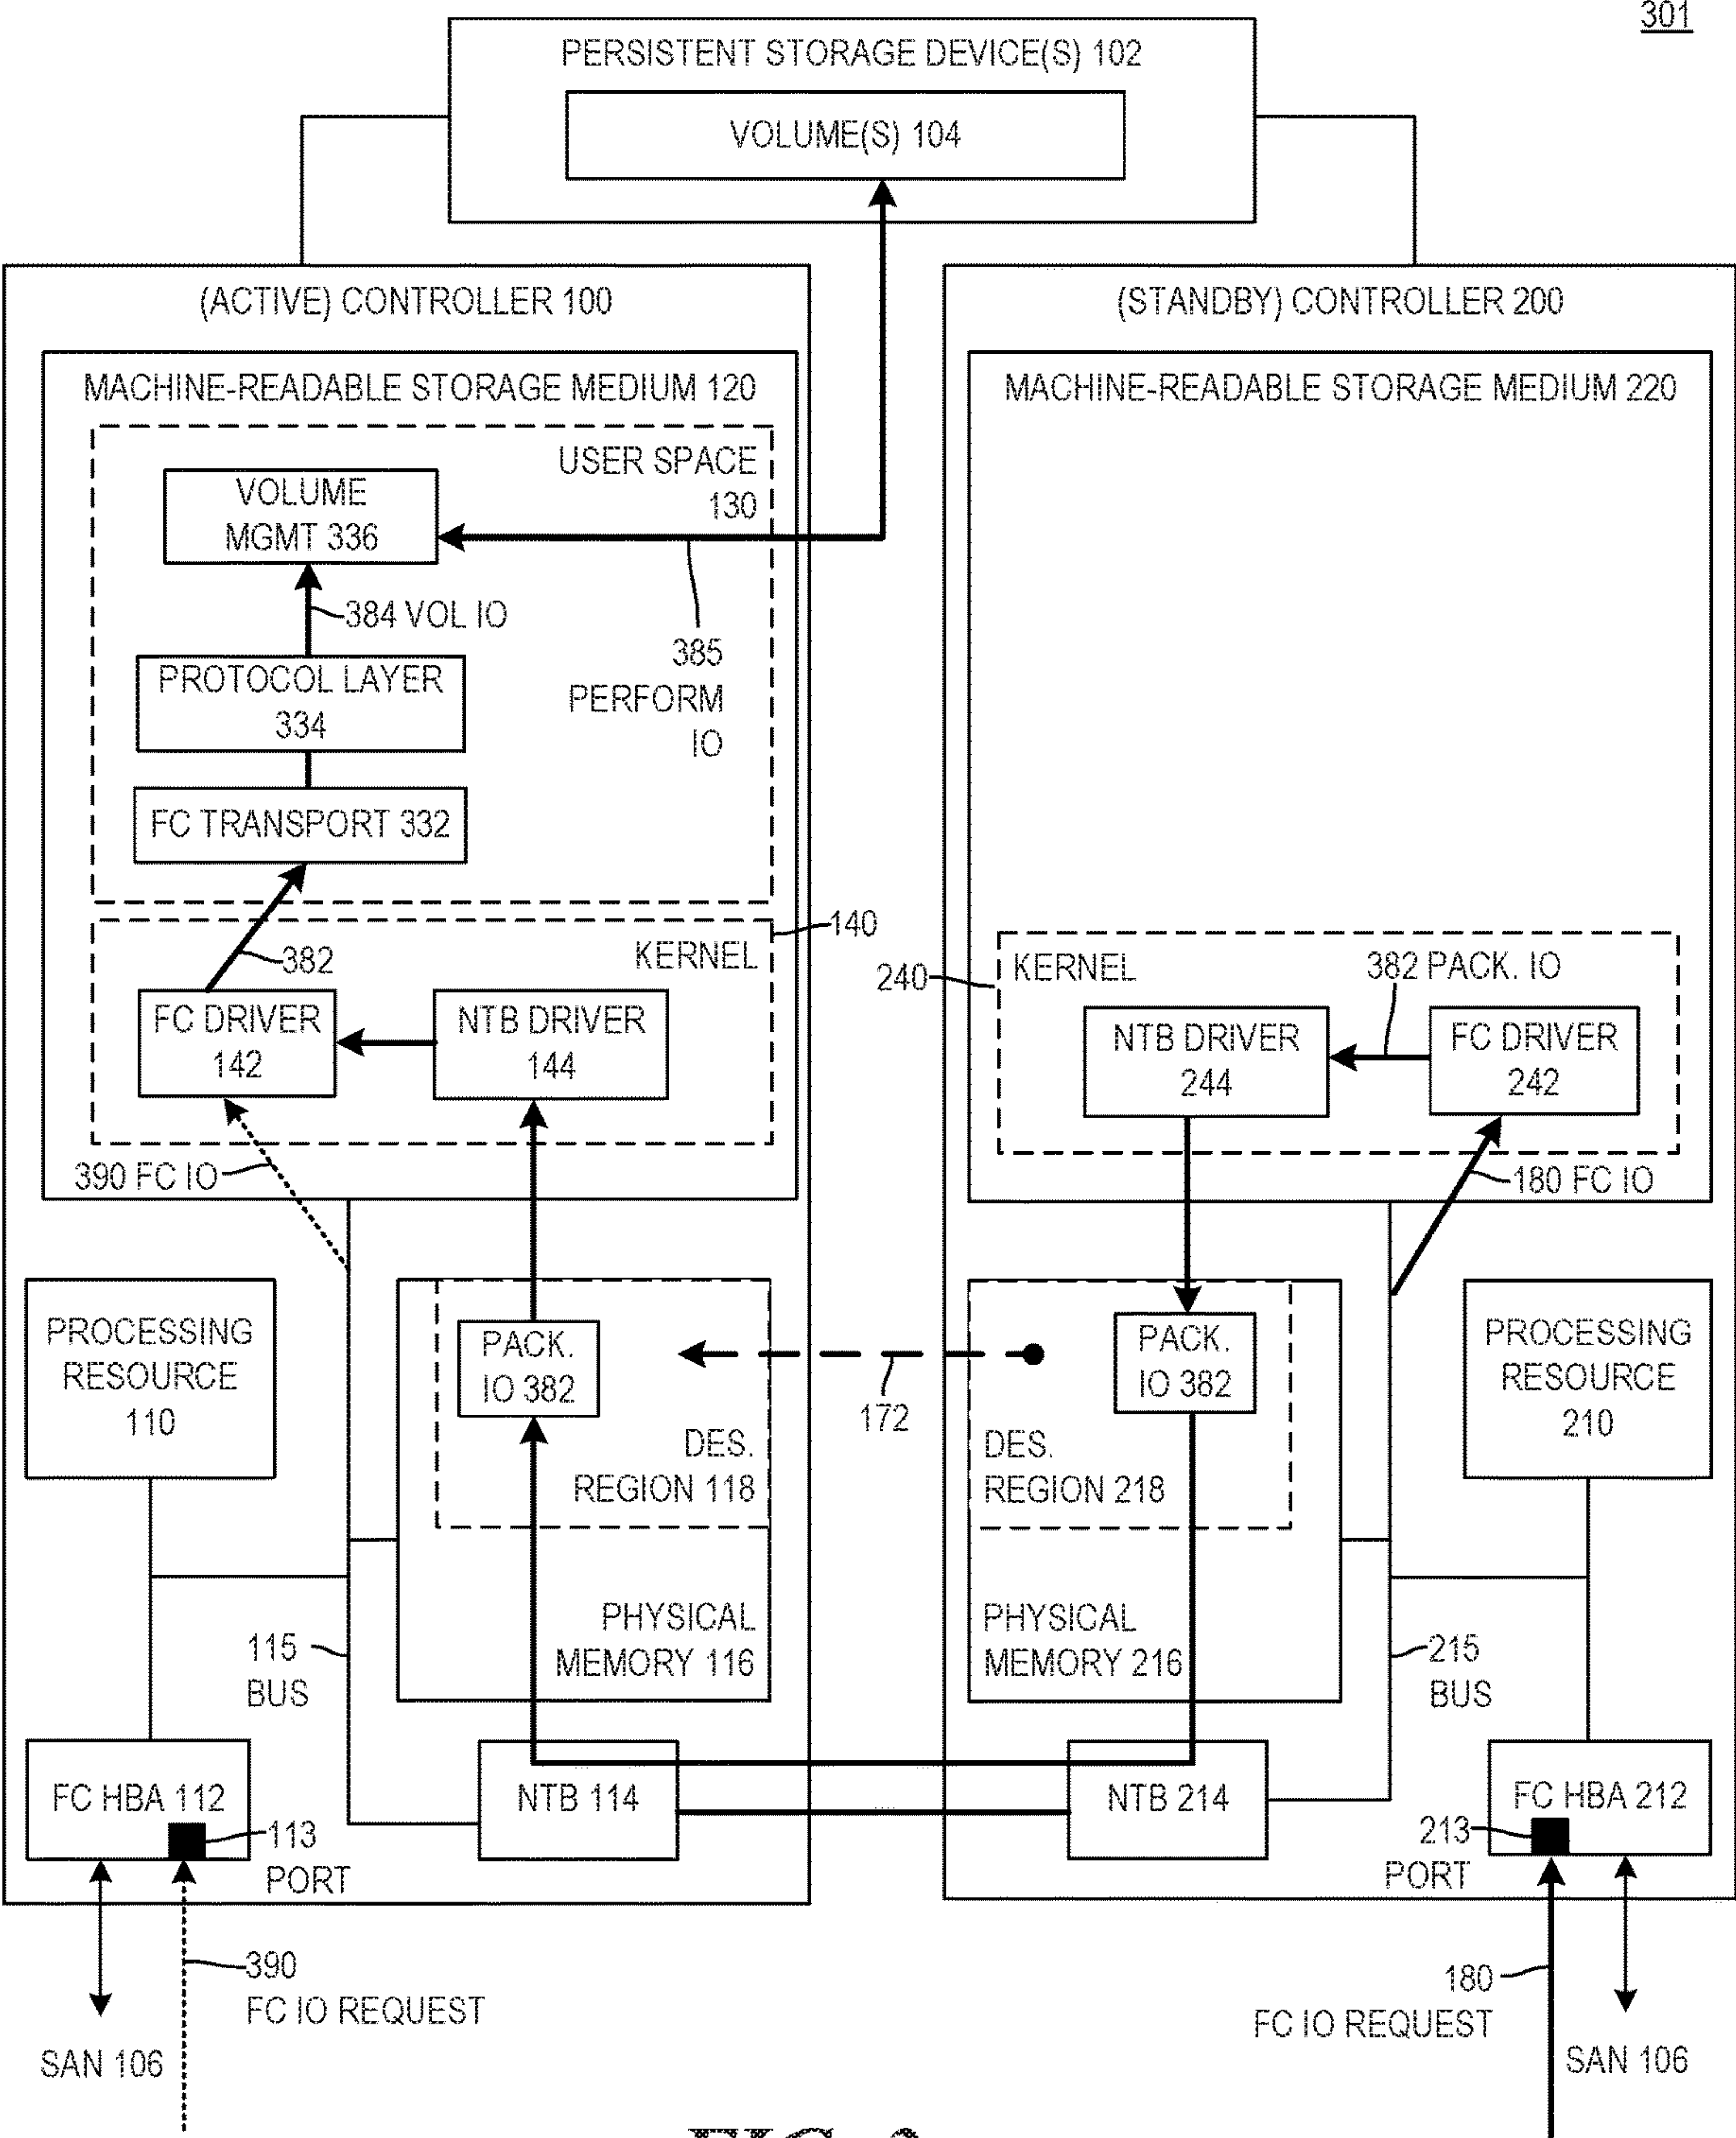 301
PERSISTENT STORAGE DEVICE(S) 102
VOLUME(S) 104
(ACTIVE) CONTROLLER 100
MACHINE-READABLE STORAGE MEDIUM 120
USER SPACE
130
VOLUME
MGMT 336
384 VOL IO
385
PERFORM
IO
PROTOCOL LAYER
334
FC TRANSPORT 332
140
382
KERNEL
FC DRIVER
142
NTB DRIVER
144
390 FC IO
PROCESSING
RESOURCE
110
PACK.
IO 382
DES.
REGION 118
PHYSICAL
MEMORY 116
115
BUS
FC HBA 112
113
PORT
NTB 114
390
FC IO REQUEST
SAN 106
172
(STANDBY) CONTROLLER 200
MACHINE-READABLE STORAGE MEDIUM 220
240
KERNEL
382 PACK. IO
NTB DRIVER
244
FC DRIVER
242
180 FC IO
PACK.
IO 382
DES.
REGION 218
PHYSICAL
MEMORY 216
PROCESSING
RESOURCE
210
215
BUS
NTB 214
FC HBA 212
213
PORT
180
FC IO REQUEST
SAN 106